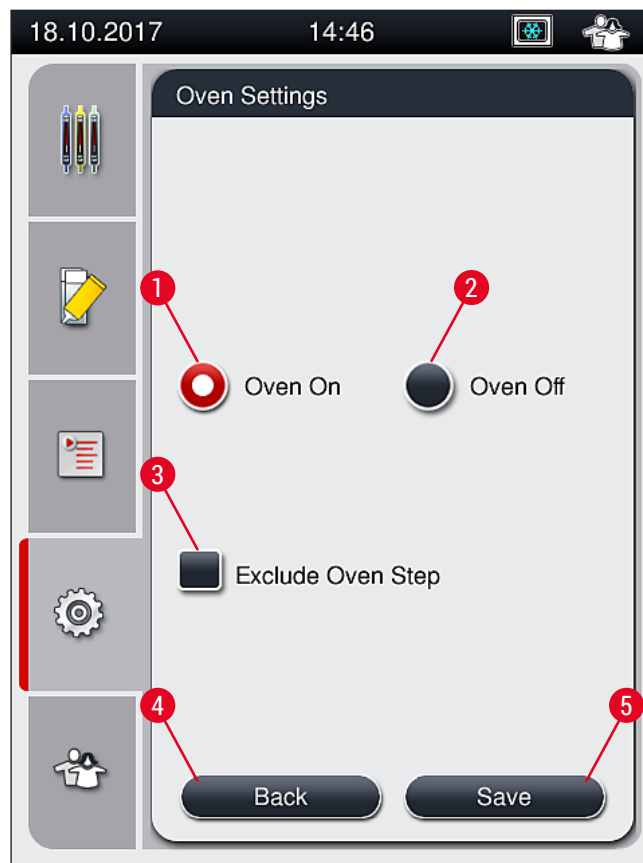 18.10.2017 14:46
Oven Settings
1 2
Oven On Oven Off
3
Exclude Oven Step
4 5
Back Save